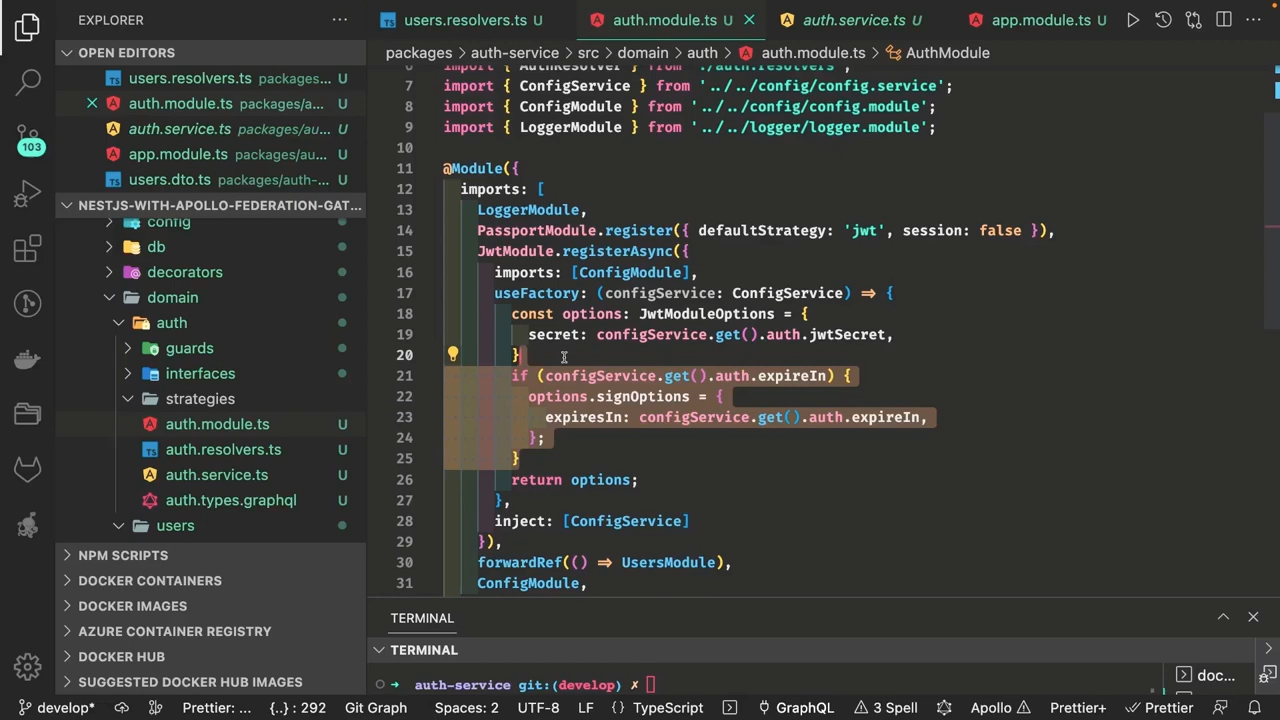 EXPLORER
OPEN EDITORS
users.resolvers.ts packages...
auth.module.ts packages/a... U
auth.service.ts packages/au... U
app.module.ts packages/aut... U
users.dto.ts packages/auth-... U
NESTJS-WITH-APOLLO-FEDERATION-GAT...
config
db
decorators
domain
auth
guards
interfaces
strategies
auth.module.ts U
auth.resolvers.ts U
auth.service.ts U
auth.types.graphql U
users
NPM SCRIPTS
DOCKER CONTAINERS
DOCKER IMAGES
AZURE CONTAINER REGISTRY
DOCKER HUB
SUGGESTED DOCKER HUB IMAGES
103
users.resolvers.ts U auth.module.ts U auth.service.ts U app.module.ts U
packages > auth-service > src > domain > auth > auth.module.ts > AuthModule
6 import { AuthResolver } from './auth.resolvers';
7 import { ConfigService } from '../../config/config.service';
8 import { ConfigModule } from '../../config/config.module';
9 import { LoggerModule } from '../../logger/logger.module';
10
11 @Module({
12 imports: [
13 LoggerModule,
14 PassportModule.register({ defaultStrategy: 'jwt', session: false }),
15 JwtModule.registerAsync({
16 imports: [ConfigModule],
17 useFactory: (configService: ConfigService) ⇒ {
18 const options: JwtModuleOptions = {
19 secret: configService.get().auth.jwtSecret,
20 }
21 if (configService.get().auth.expireIn) {
22 options.signOptions = {
23 expiresIn: configService.get().auth.expireIn,
24 };
25 }
26 return options;
27 },
28 inject: [ConfigService]
29 }),
30 forwardRef(() ⇒ UsersModule),
31 ConfigModule,
TERMINAL
TERMINAL
auth-service git:(develop) ✗
doc...
develop* Prettier: ... {..} : 292 Git Graph Spaces: 2 UTF-8 LF TypeScript GraphQL 3 Spell Apollo Prettier+ Prettier